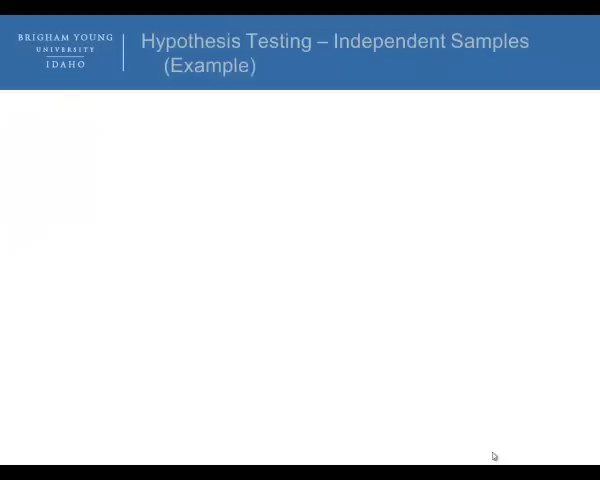 BRIGHAM YOUNG
UNIVERSITY
IDAHO
Hypothesis Testing – Independent Samples
(Example)